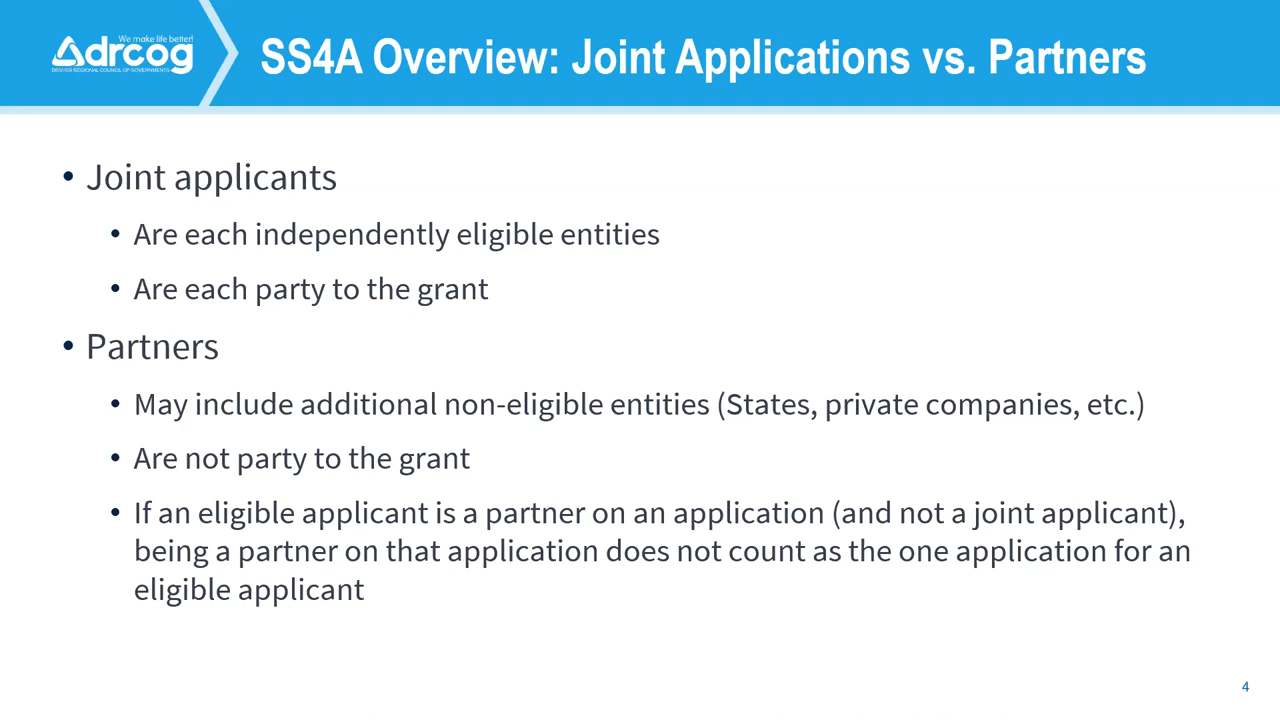 We make life better!
drcog
DENVER REGIONAL COUNCIL OF GOVERNMENTS
SS4A Overview: Joint Applications vs. Partners
• Joint applicants
• Are each independently eligible entities
• Are each party to the grant
• Partners
• May include additional non-eligible entities (States, private companies, etc.)
• Are not party to the grant
• If an eligible applicant is a partner on an application (and not a joint applicant),
being a partner on that application does not count as the one application for an
eligible applicant
4